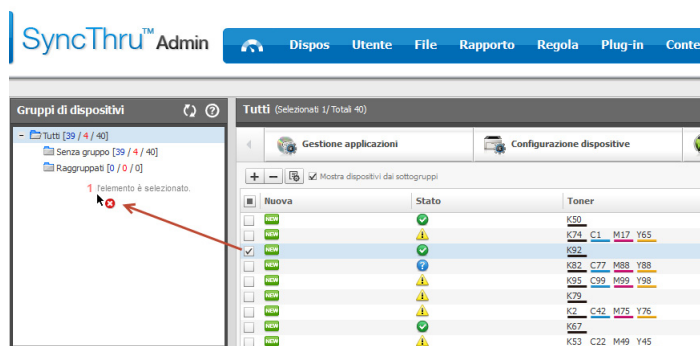 SyncThru™ Admin
Dispos Utente File Rapporto Regola Plug-in Conte
Gruppi di dispositivi
Tutti (Selezionati 1/Totali 40)
Tutti [39 / 4 / 40]
Senza gruppo [39 / 4 / 40]
Raggruppati [0 / 0 / 0]
1 l'elemento è selezionato.
Gestione applicazioni
Configurazione dispositive
Mostra dispositivi dai sottogruppi
Nuova Stato Toner
NEW K50
NEW K74 C1 M17 Y65
NEW K92
NEW K82 C77 M88 Y88
NEW K95 C99 M99 Y98
NEW K79
NEW K2 C42 M75 Y76
NEW K67
NEW K53 C22 M49 Y45